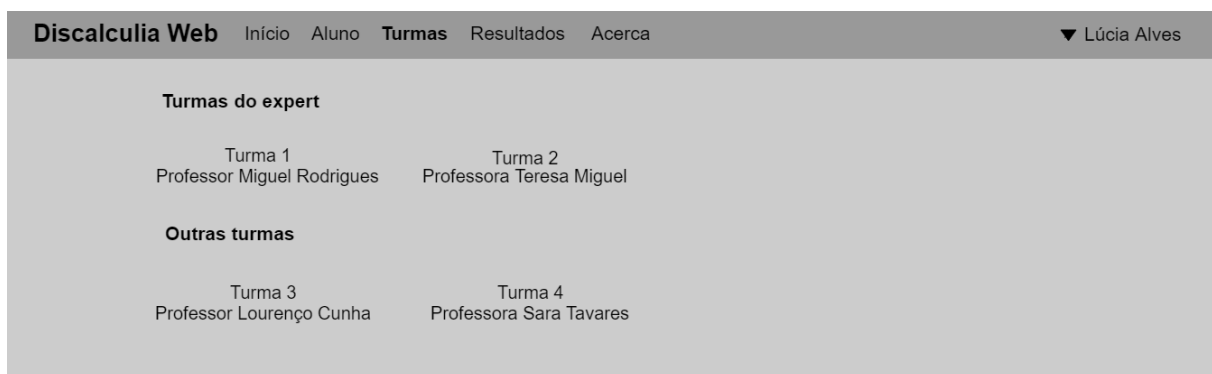 Discalculia Web Início Aluno Turmas Resultados Acerca ▼ Lúcia Alves
Turmas do expert
Turma 1 Turma 2
Professor Miguel Rodrigues Professora Teresa Miguel
Outras turmas
Turma 3 Turma 4
Professor Lourenço Cunha Professora Sara Tavares